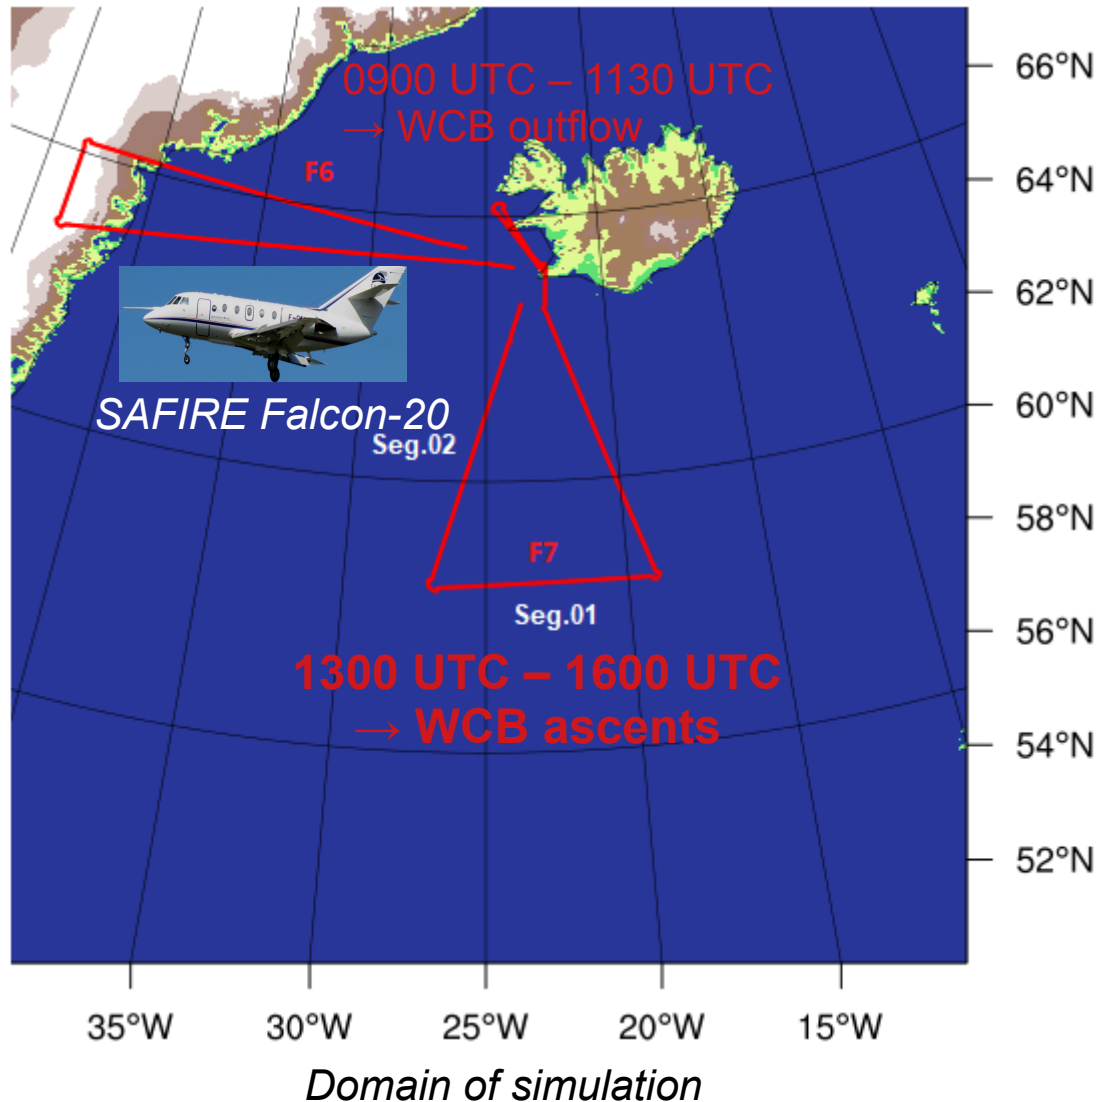 66°N
0900 UTC – 1130 UTC
→ WCB outflow
F6
64°N
62°N
60°N
SAFIRE Falcon-20
Seg.02
58°N
F7
Seg.01
56°N
1300 UTC – 1600 UTC
→ WCB ascents
54°N
52°N
35°W 30°W 25°W 20°W 15°W
Domain of simulation